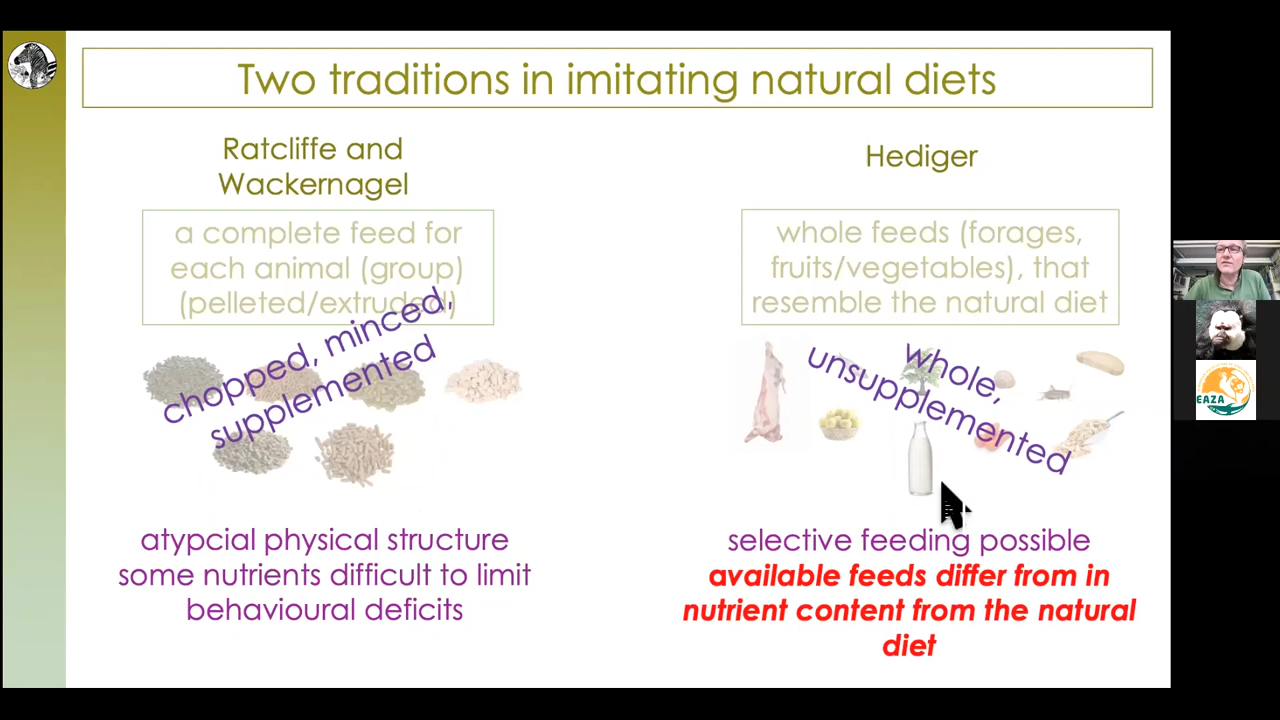 Two traditions in imitating natural diets
Ratcliffe and
Wackernagel
a complete feed for
each animal (group)
(pelleted/extruded)
chopped, minced,
supplemented
atypcial physical structure
some nutrients difficult to limit
behavioural deficits
Hediger
whole feeds (forages,
fruits/vegetables), that
resemble the natural diet
whole,
unsupplemented
selective feeding possible
available feeds differ from in
nutrient content from the natural
diet
EAZA